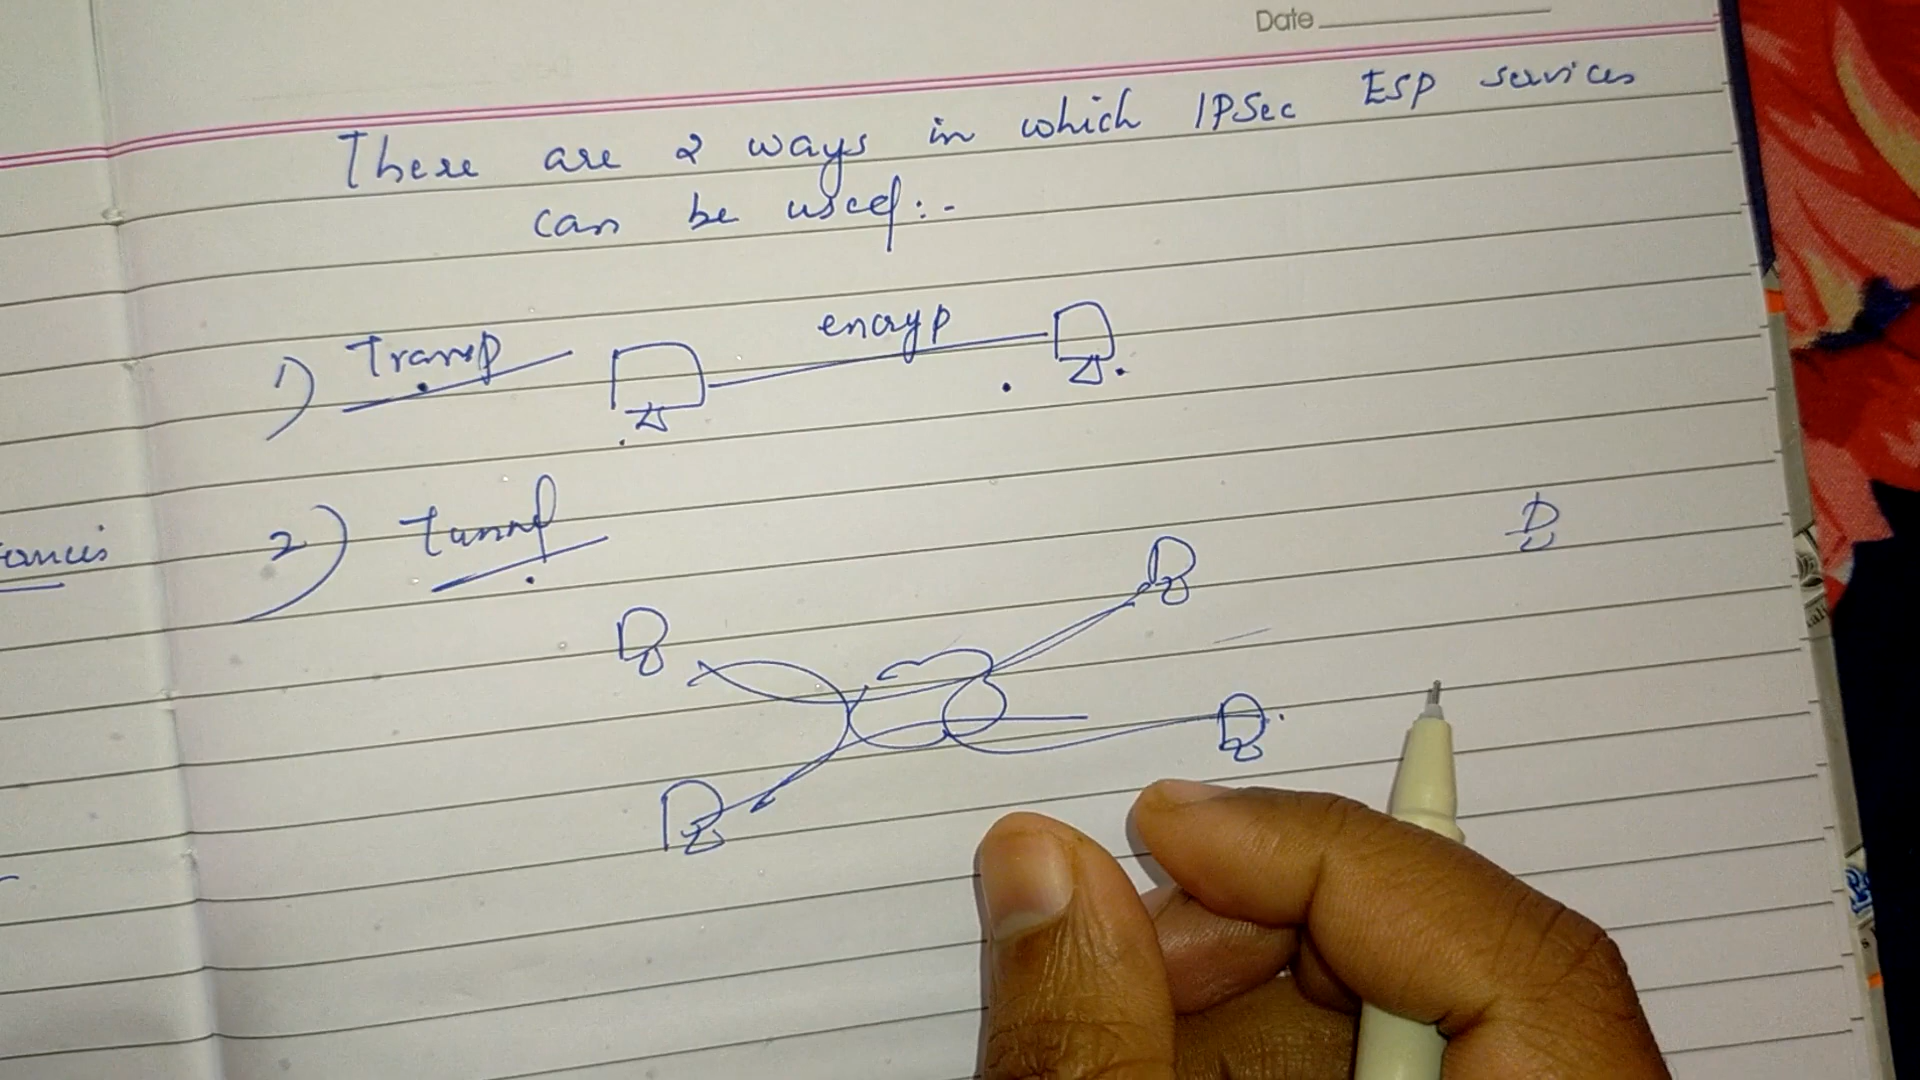 Date
There are 2 ways in which IPSec ESP services
can be used:-
1) Transp
encryp
2) tunnel